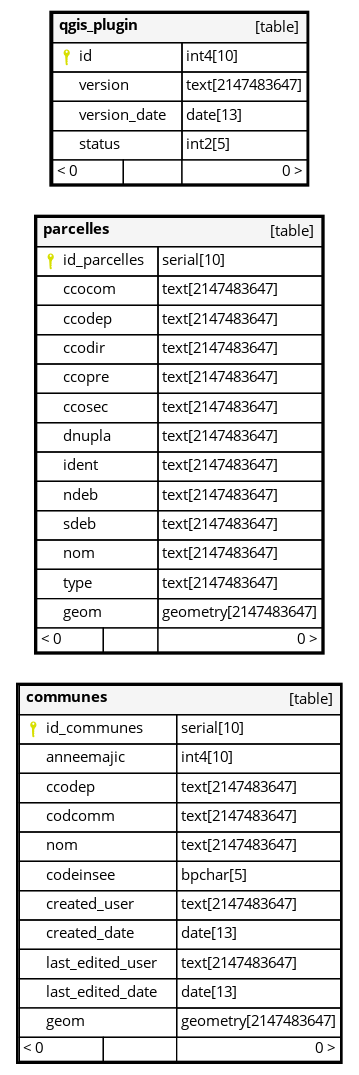 qgis_plugin [table]
id int4[10]
version text[2147483647]
version_date date[13]
status int2[5]
< 0 0 >
parcelles [table]
id_parcelles serial[10]
ccocom text[2147483647]
ccodep text[2147483647]
ccodir text[2147483647]
ccopre text[2147483647]
ccosec text[2147483647]
dnupla text[2147483647]
ident text[2147483647]
ndeb text[2147483647]
sdeb text[2147483647]
nom text[2147483647]
type text[2147483647]
geom geometry[2147483647]
< 0 0 >
communes [table]
id_communes serial[10]
anneemajic int4[10]
ccodep text[2147483647]
codcomm text[2147483647]
nom text[2147483647]
codeinsee bpchar[5]
created_user text[2147483647]
created_date date[13]
last_edited_user text[2147483647]
last_edited_date date[13]
geom geometry[2147483647]
< 0 0 >